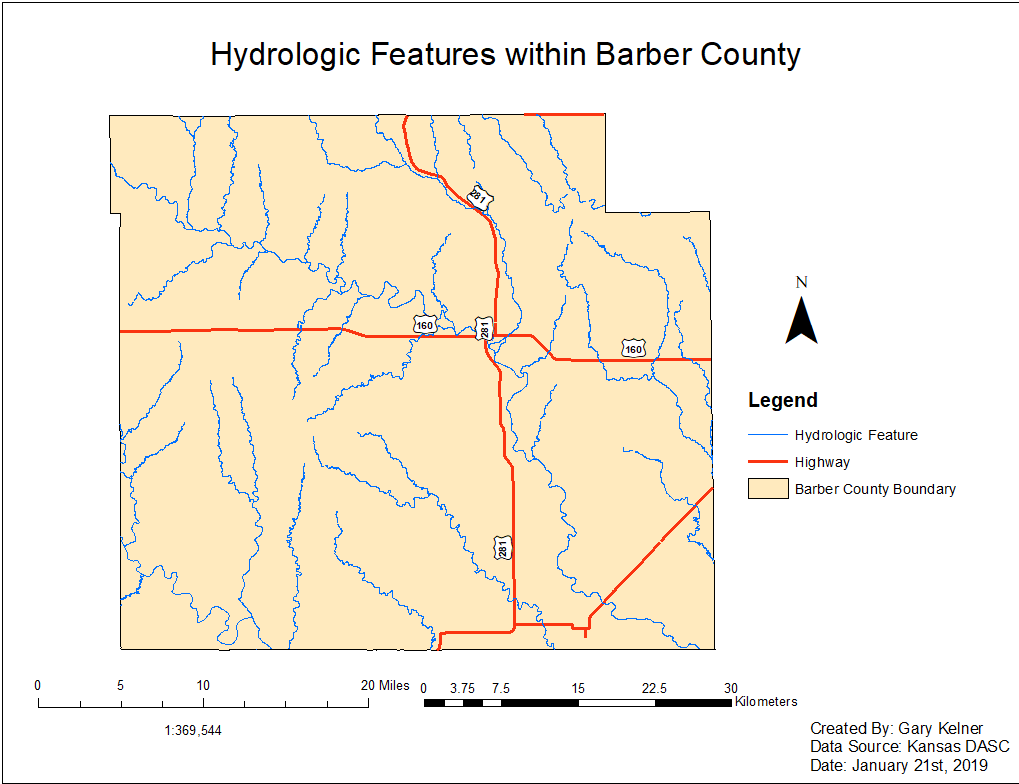 Hydrologic Features within Barber County
281
N
160
281
160
Legend
Hydrologic Feature
Highway
Barber County Boundary
281
0 5 10 20 Miles
0 3.75 7.5 15 22.5 30
Kilometers
1:369,544
Created By: Gary Kelner
Data Source: Kansas DASC
Date: January 21st, 2019